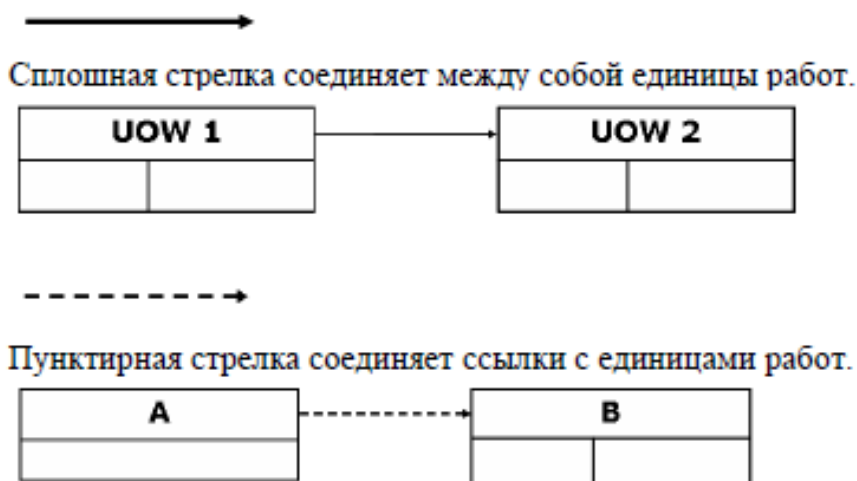 Сплошная стрелка соединяет между собой единицы работ.
UOW 1 UOW 2
Пунктирная стрелка соединяет ссылки с единицами работ.
A B